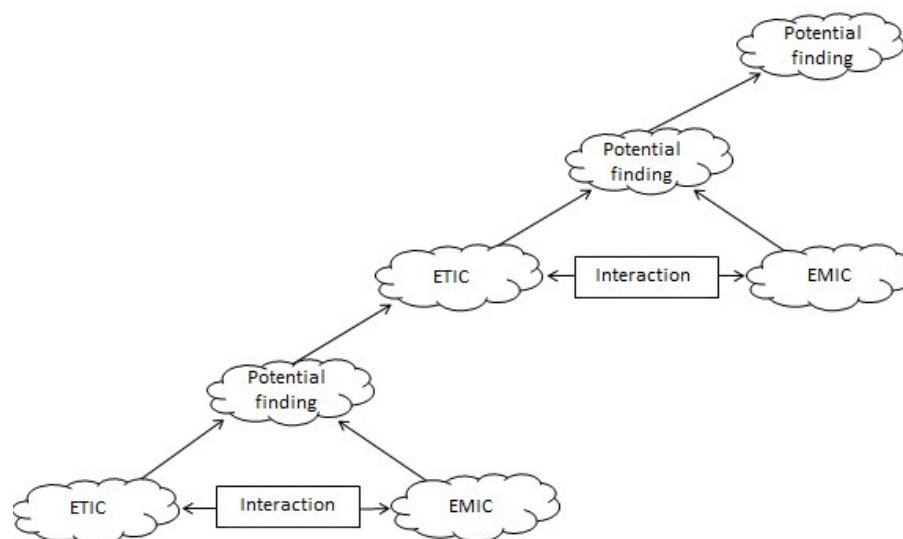 Potential
finding
Potential
finding
ETIC
Interaction
EMIC
Potential
finding
ETIC
Interaction
EMIC